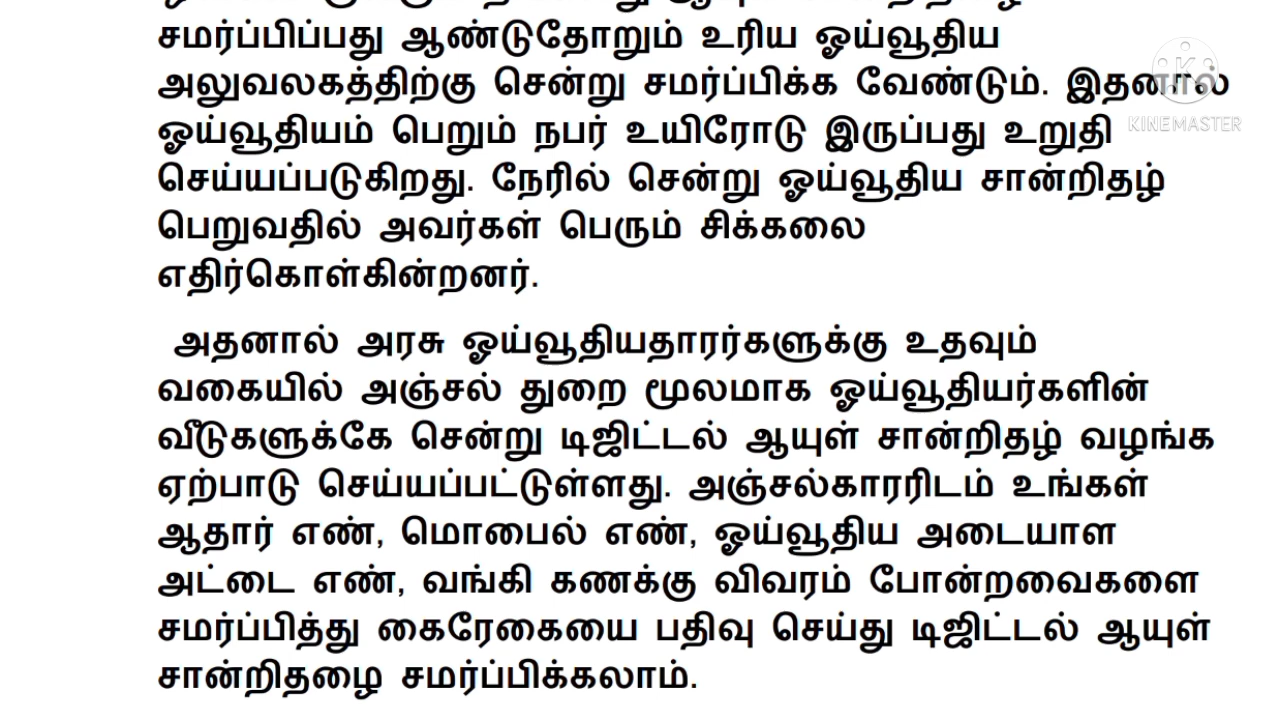 சமர்ப்பிப்பது ஆண்டுதோறும் உரிய ஓய்வூதிய
அலுவலகத்திற்கு சென்று சமர்ப்பிக்க வேண்டும். இதனால்
ஓய்வூதியம் பெறும் நபர் உயிரோடு இருப்பது உறுதி
KINEMASTER
செய்யப்படுகிறது. நேரில் சென்று ஓய்வூதிய சான்றிதழ்
பெறுவதில் அவர்கள் பெரும் சிக்கலை
எதிர்கொள்கின்றனர்.
அதனால் அரசு ஓய்வூதியதாரர்களுக்கு உதவும்
வகையில் அஞ்சல் துறை மூலமாக ஓய்வூதியர்களின்
வீடுகளுக்கே சென்று டிஜிட்டல் ஆயுள் சான்றிதழ் வழங்க
ஏற்பாடு செய்யப்பட்டுள்ளது. அஞ்சல்காரரிடம் உங்கள்
ஆதார் எண், மொபைல் எண், ஓய்வூதிய அடையாள
அட்டை எண், வங்கி கணக்கு விவரம் போன்றவைகளை
சமர்ப்பித்து கைரேகையை பதிவு செய்து டிஜிட்டல் ஆயுள்
சான்றிதழை சமர்ப்பிக்கலாம்.